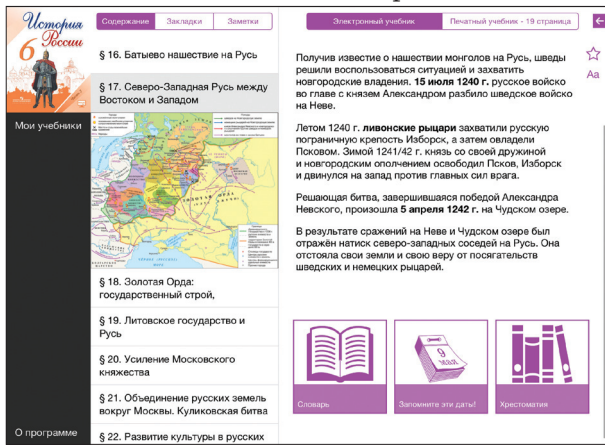 История
России
6
Мои учебники
О программе
Содержание
Закладки
Заметки
§ 16. Батыево нашествие на Русь
§ 17. Северо-Западная Русь между
Востоком и Западом
ЗОЛОТАЯ ОРДА
§ 18. Золотая Орда:
государственный строй,
§ 19. Литовское государство и
Русь
§ 20. Усиление Московского
княжества
§ 21. Объединение русских земель
вокруг Москвы. Куликовская битва
§ 22. Развитие культуры в русских
Электронный учебник
Печатный учебник - 19 страница
Aa
Получив известие о нашествии монголов на Русь, шведы
решили воспользоваться ситуацией и захватить
новгородские владения. 15 июля 1240 г. русское войско
во главе с князем Александром разбило шведское войско
на Неве.
Летом 1240 г. ливонские рыцари захватили русскую
пограничную крепость Изборск, а затем овладели
Псковом. Зимой 1241/42 г. князь со своей дружиной
и новгородским ополчением освободил Псков, Изборск
и двинулся на запад против главных сил врага.
Решающая битва, завершившаяся победой Александра
Невского, произошла 5 апреля 1242 г. на Чудском озере.
В результате сражений на Неве и Чудском озере был
отражён натиск северо-западных соседей на Русь. Она
отстояла свои земли и свою веру от посягательств
шведских и немецких рыцарей.
9
МАЯ
Словарь
Запомните эти даты!
Хрестоматия